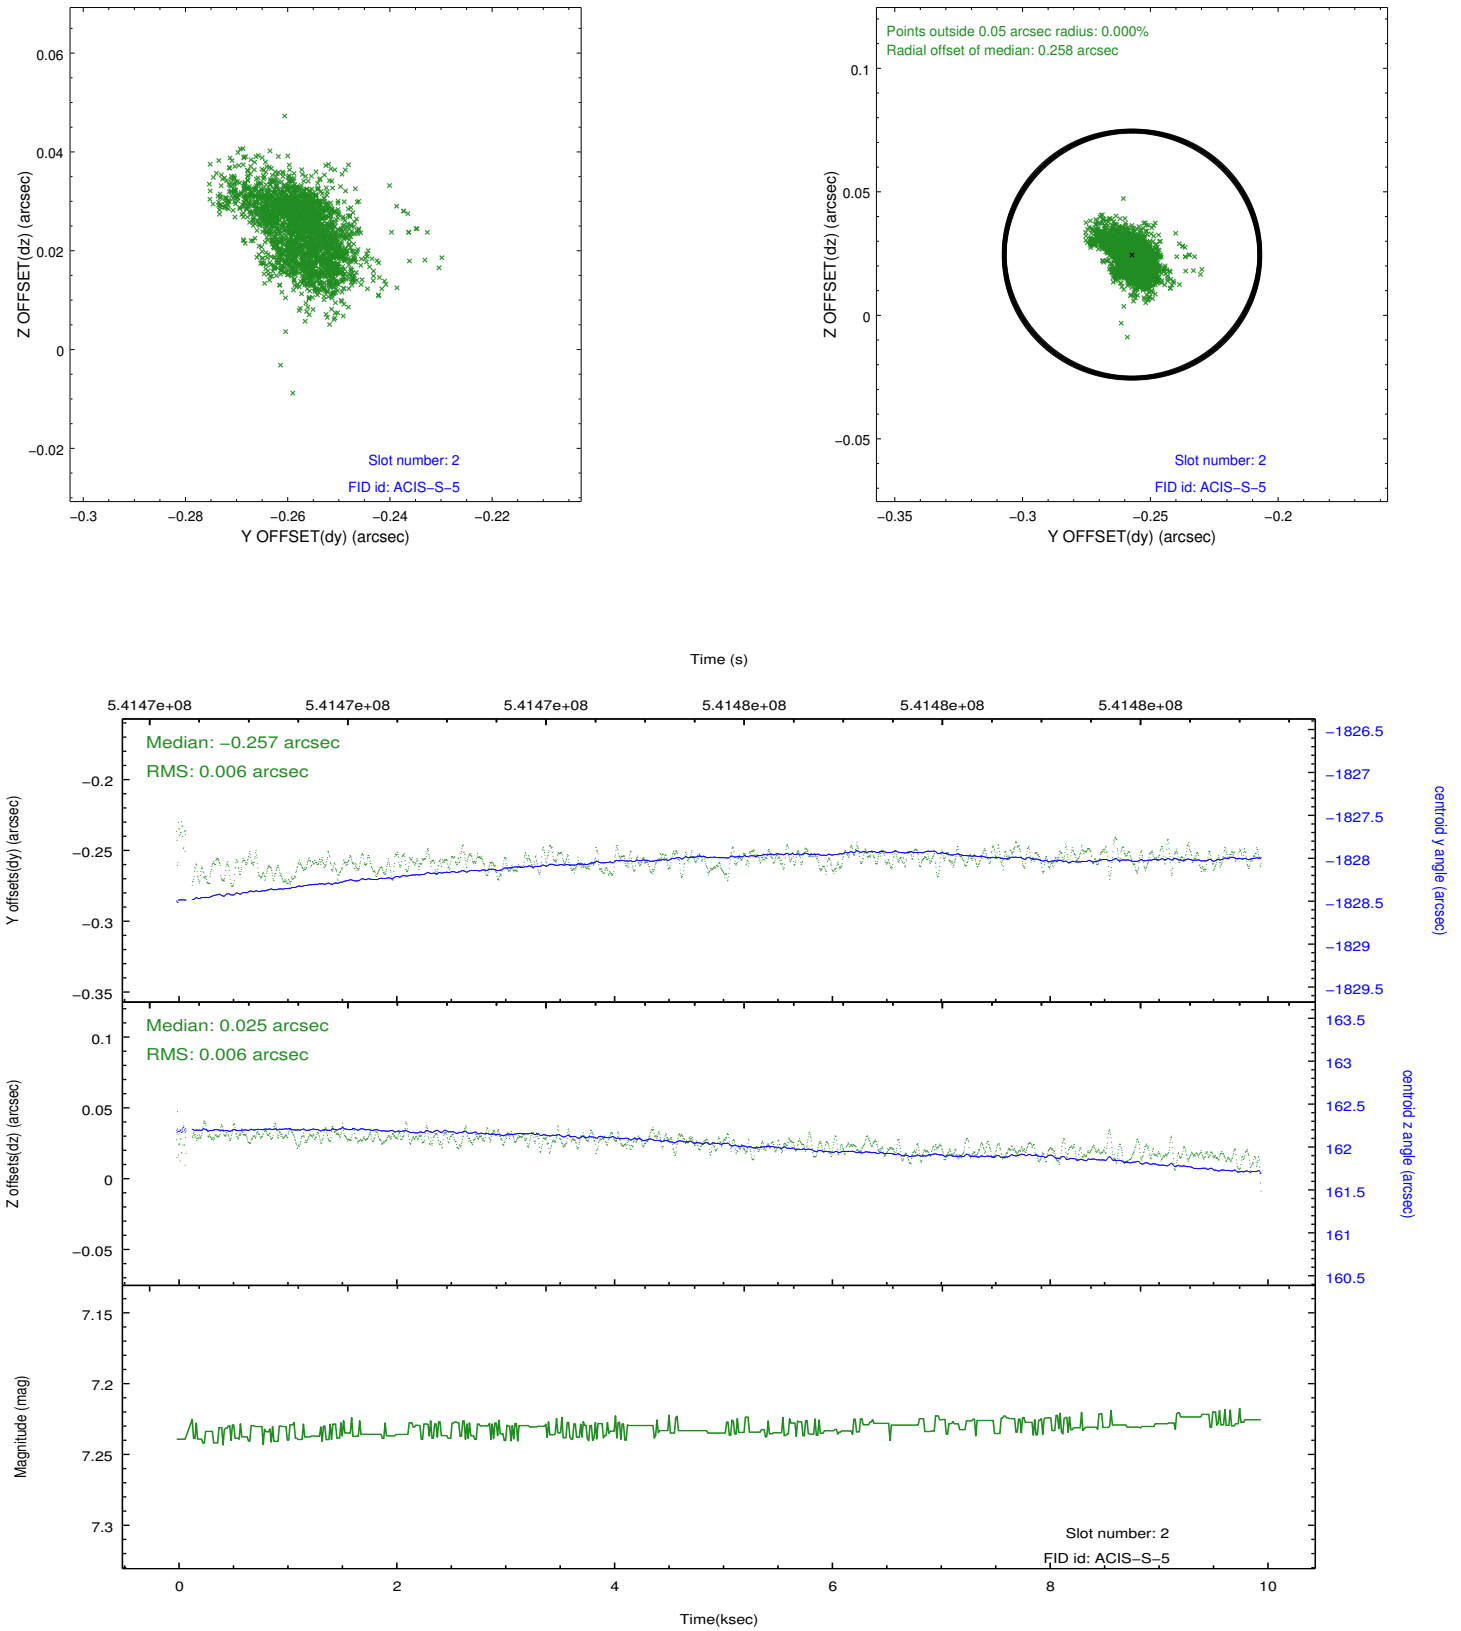 0.06
0.04
0.02
0
−0.02
Z OFFSET(dz) (arcsec)
Slot number: 2
FID id: ACIS−S−5
−0.3 −0.28 −0.26 −0.24 −0.22
Y OFFSET(dy) (arcsec)
Points outside 0.05 arcsec radius: 0.000%
Radial offset of median: 0.258 arcsec
0.1
0.05
0
−0.05
Z OFFSET(dz) (arcsec)
Slot number: 2
FID id: ACIS−S−5
−0.35 −0.3 −0.25 −0.2
Y OFFSET(dy) (arcsec)
Time (s)
5.4147e+08 5.4147e+08 5.4147e+08 5.4148e+08 5.4148e+08 5.4148e+08
Median: −0.257 arcsec
RMS: 0.006 arcsec
−0.2
−0.25
−0.3
−0.35
Y offsets(dy) (arcsec)
−1826.5
−1827
−1827.5
−1828
−1828.5
−1829
−1829.5
centroid y angle (arcsec)
Median: 0.025 arcsec
RMS: 0.006 arcsec
0.1
0.05
0
−0.05
Z offsets(dz) (arcsec)
163.5
163
162.5
162
161.5
161
160.5
centroid z angle (arcsec)
7.15
7.2
7.25
7.3
Magnitude (mag)
Slot number: 2
FID id: ACIS−S−5
0 2 4 6 8 10
Time(ksec)